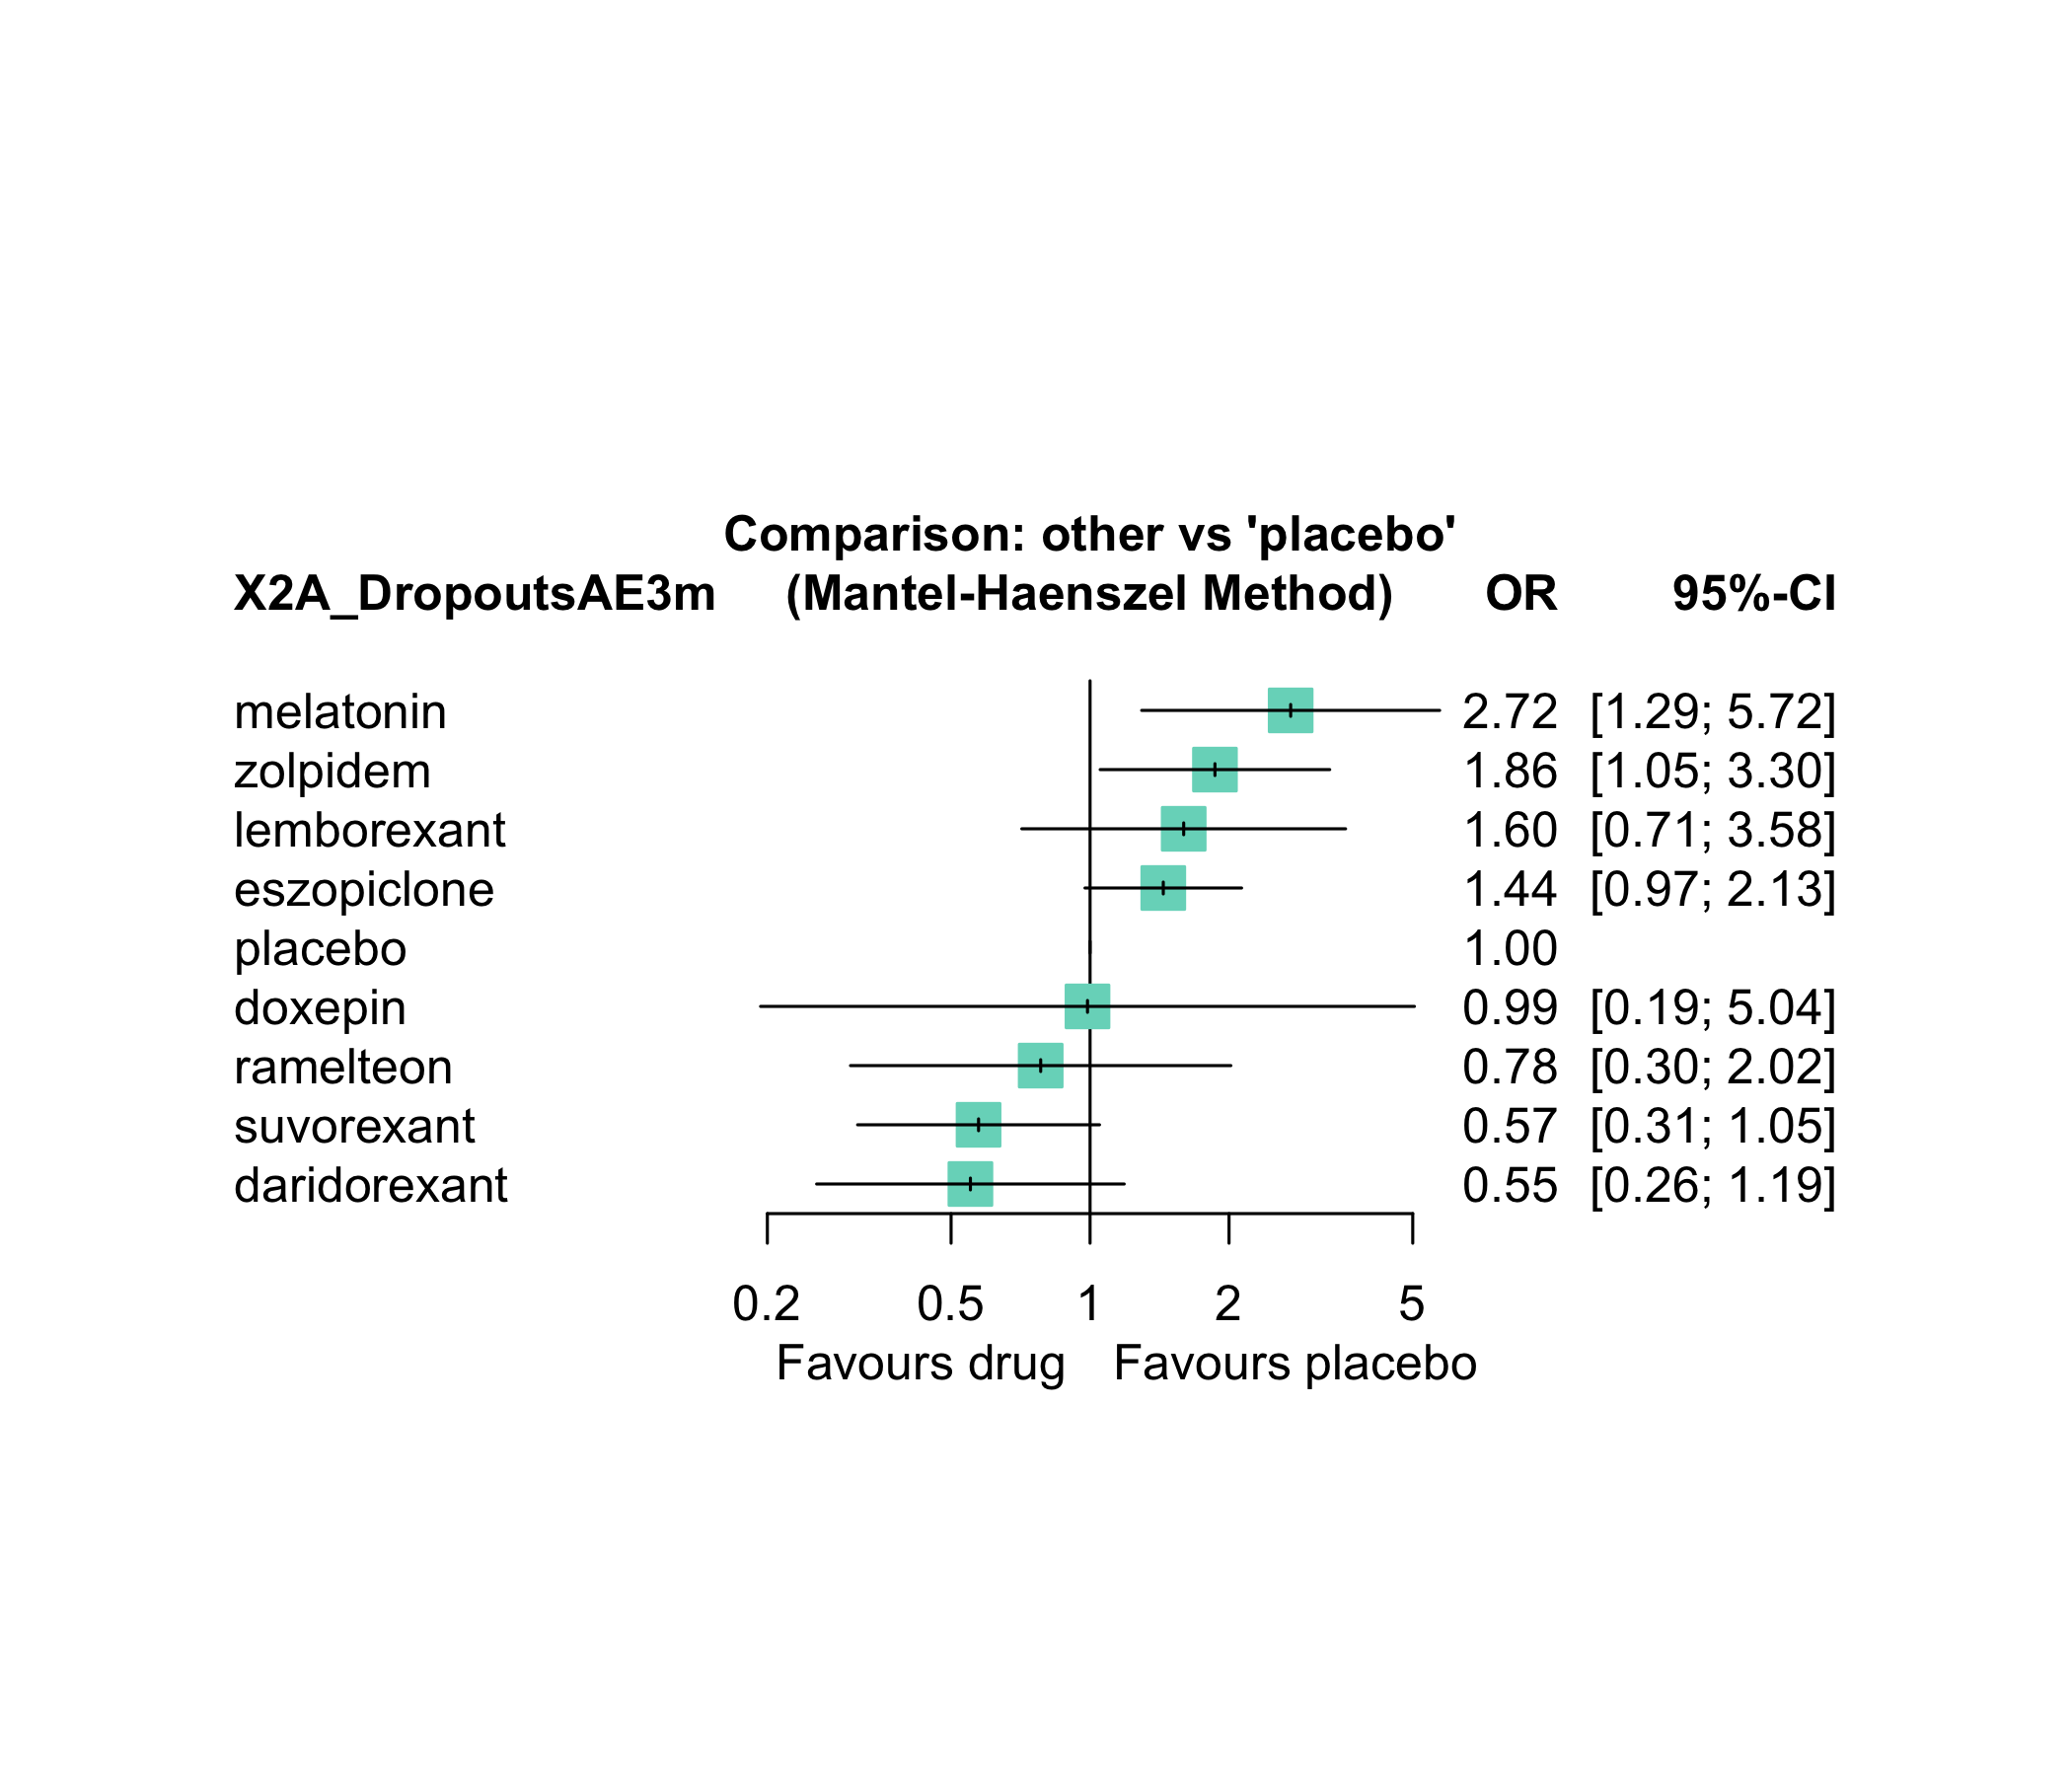 Comparison: other vs 'placebo'
X2A_DropoutsAE3m (Mantel-Haenszel Method) OR 95%-CI
melatonin 2.72 [1.29; 5.72]
zolpidem 1.86 [1.05; 3.30]
lemborexant 1.60 [0.71; 3.58]
eszopiclone 1.44 [0.97; 2.13]
placebo 1.00
doxepin 0.99 [0.19; 5.04]
ramelteon 0.78 [0.30; 2.02]
suvorexant 0.57 [0.31; 1.05]
daridorexant 0.55 [0.26; 1.19]
0.2 0.5 1 2 5
Favours drug Favours placebo